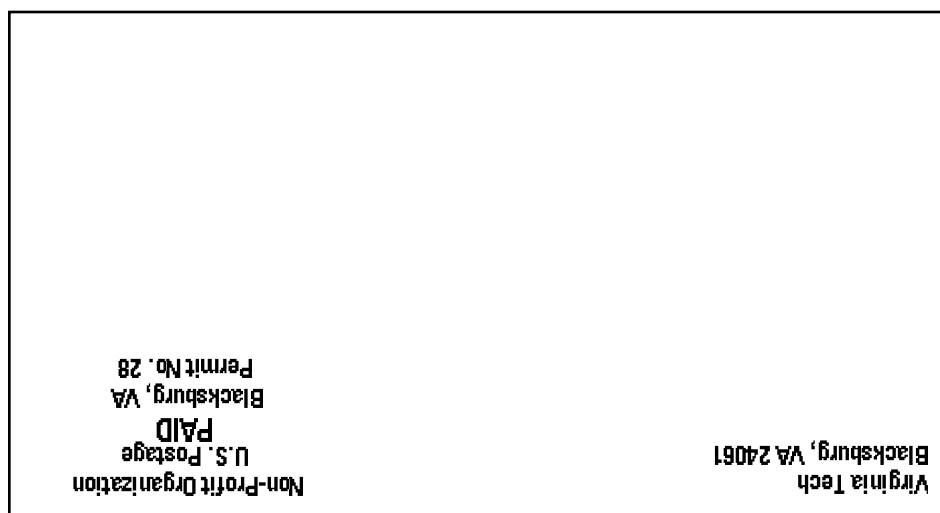 Virginia Tech
Blacksburg, VA 24061
Non-Profit Organization
U.S. Postage
PAID
Blacksburg, VA
Permit No. 28